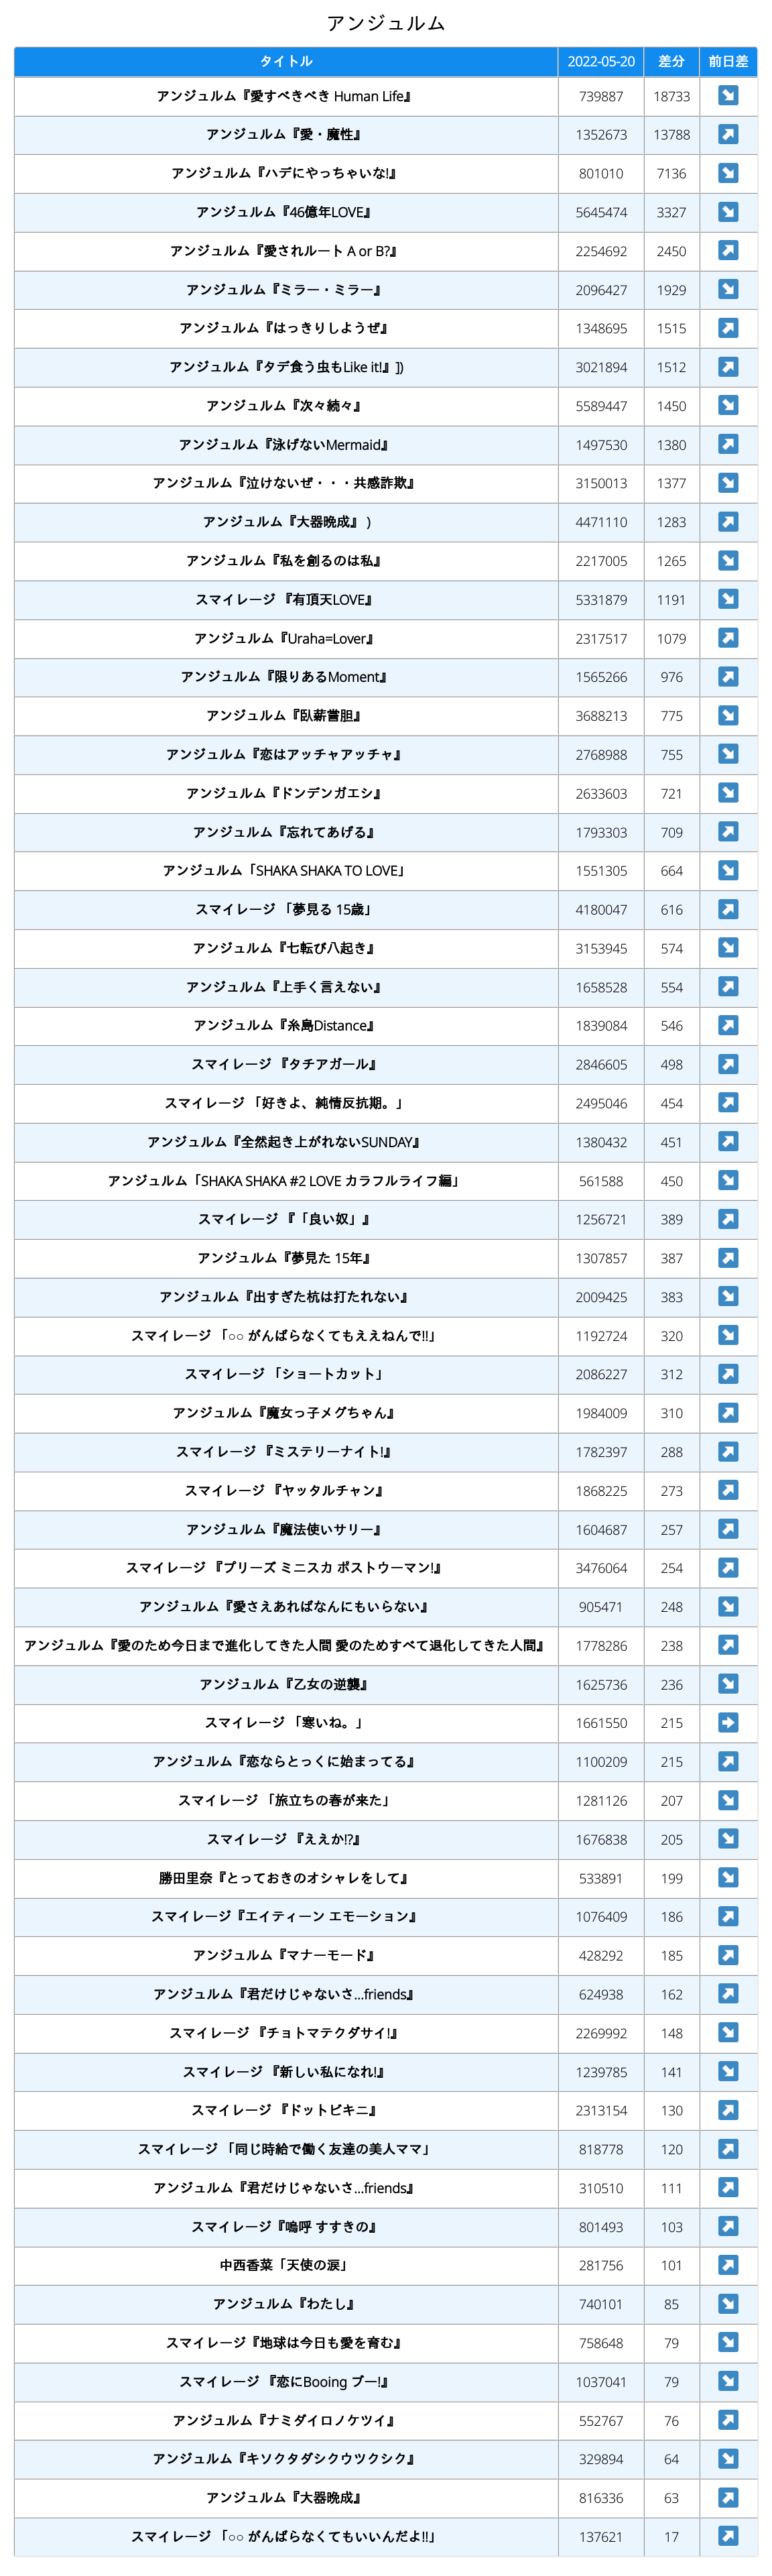 アンジュルム
タイトル 2022-05-20 差分 前日差
アンジュルム『愛すべきべき Human Life』 739887 18733 ↘
アンジュルム『愛・魔性』 1352673 13788 ↗
アンジュルム『ハデにやっちゃいな!』 801010 7136 ↘
アンジュルム『46億年LOVE』 5645474 3327 ↘
アンジュルム『愛されルート A or B?』 2254692 2450 ↗
アンジュルム『ミラー・ミラー』 2096427 1929 ↘
アンジュルム『はっきりしようぜ』 1348695 1515 ↗
アンジュルム『タデ食う虫もLike it!』]) 3021894 1512 ↗
アンジュルム『次々続々』 5589447 1450 ↘
アンジュルム『泳げないMermaid』 1497530 1380 ↗
アンジュルム『泣けないぜ・・・共感詐欺』 3150013 1377 ↘
アンジュルム『大器晩成』 ) 4471110 1283 ↗
アンジュルム『私を創るのは私』 2217005 1265 ↘
スマイレージ 『有頂天LOVE』 5331879 1191 ↘
アンジュルム『Uraha=Lover』 2317517 1079 ↗
アンジュルム『限りあるMoment』 1565266 976 ↗
アンジュルム『臥薪嘗胆』 3688213 775 ↘
アンジュルム『恋はアッチャアッチャ』 2768988 755 ↘
アンジュルム『ドンデンガエシ』 2633603 721 ↘
アンジュルム『忘れてあげる』 1793303 709 ↗
アンジュルム「SHAKA SHAKA TO LOVE」 1551305 664 ↘
スマイレージ 「夢見る 15歳」 4180047 616 ↗
アンジュルム『七転び八起き』 3153945 574 ↘
アンジュルム『上手く言えない』 1658528 554 ↗
アンジュルム『糸島Distance』 1839084 546 ↗
スマイレージ 『タチアガール』 2846605 498 ↗
スマイレージ 「好きよ、純情反抗期。」 2495046 454 ↗
アンジュルム『全然起き上がれないSUNDAY』 1380432 451 ↗
アンジュルム「SHAKA SHAKA #2 LOVE カラフルライフ編」 561588 450 ↘
スマイレージ 『「良い奴」』 1256721 389 ↗
アンジュルム『夢見た 15年』 1307857 387 ↗
アンジュルム『出すぎた杭は打たれない』 2009425 383 ↘
スマイレージ 「○○ がんばらなくてもええねんで!!」 1192724 320 ↘
スマイレージ 「ショートカット」 2086227 312 ↗
アンジュルム『魔女っ子メグちゃん』 1984009 310 ↗
スマイレージ 『ミステリーナイト!』 1782397 288 ↗
スマイレージ 『ヤッタルチャン』 1868225 273 ↗
アンジュルム『魔法使いサリー』 1604687 257 ↗
スマイレージ 『プリーズ ミニスカ ポストウーマン!』 3476064 254 ↗
アンジュルム『愛さえあればなんにもいらない』 905471 248 ↘
アンジュルム『愛のため今日まで進化してきた人間 愛のためすべて退化してきた人間』 1778286 238 ↗
アンジュルム『乙女の逆襲』 1625736 236 ↘
スマイレージ 「寒いね。」 1661550 215 →
アンジュルム『恋ならとっくに始まってる』 1100209 215 ↗
スマイレージ 「旅立ちの春が来た」 1281126 207 ↘
スマイレージ 『ええか!?』 1676838 205 ↘
勝田里奈『とっておきのオシャレをして』 533891 199 ↘
スマイレージ『エイティーン エモーション』 1076409 186 ↗
アンジュルム『マナーモード』 428292 185 ↗
アンジュルム『君だけじゃないさ...friends』 624938 162 ↗
スマイレージ 『チョトマテクダサイ!』 2269992 148 ↘
スマイレージ 『新しい私になれ!』 1239785 141 ↘
スマイレージ 『ドットビキニ』 2313154 130 ↗
スマイレージ 「同じ時給で働く友達の美人ママ」 818778 120 ↗
アンジュルム『君だけじゃないさ...friends』 310510 111 ↗
スマイレージ『嗚呼 すすきの』 801493 103 ↗
中西香菜「天使の涙」 281756 101 ↗
アンジュルム『わたし』 740101 85 ↘
スマイレージ『地球は今日も愛を育む』 758648 79 ↘
スマイレージ 『恋にBooing ブー!』 1037041 79 ↘
アンジュルム『ナミダイロノケツイ』 552767 76 ↗
アンジュルム『キソクタダシクウツクシク』 329894 64 ↘
アンジュルム『大器晩成』 816336 63 ↗
スマイレージ 「○○ がんばらなくてもいいんだよ!!」 137621 17 ↗